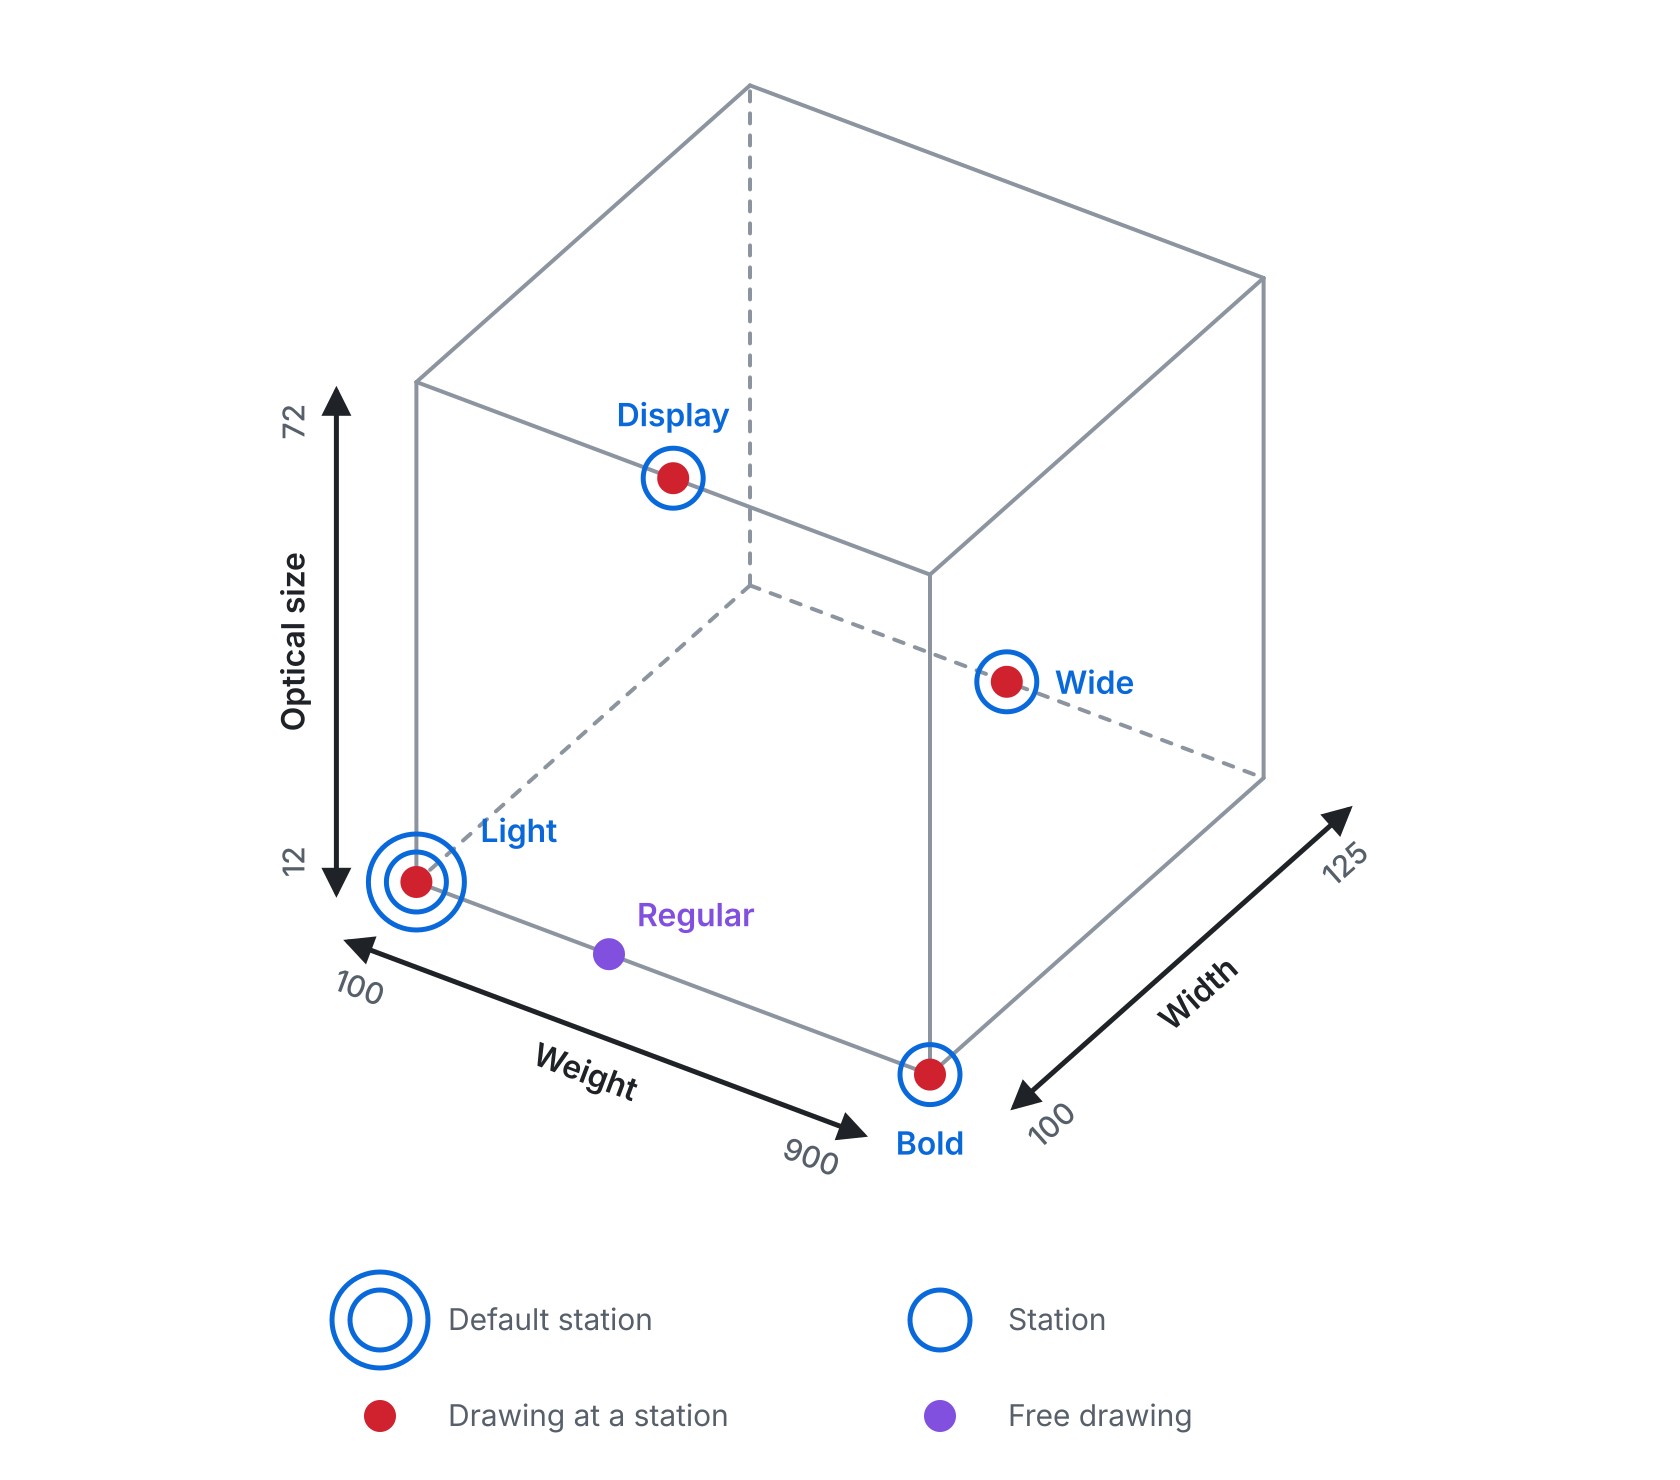 Display
72
Optical size
Wide
Light
12
125
Regular
Width
100
Weight
100
Bold
900
Default station
Station
Drawing at a station
Free drawing